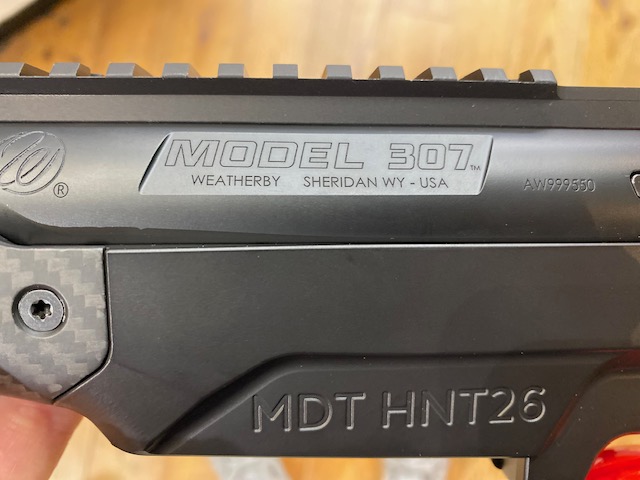 W ®
MODEL 307™
WEATHERBY SHERIDAN WY - USA
AW999550
MDT HNT26